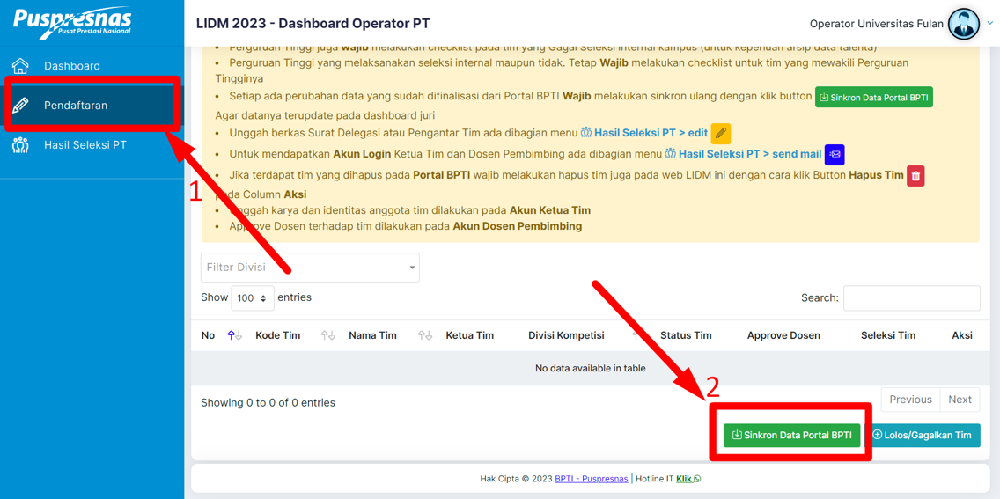 Puspresnas
Pusat Prestasi Nasional
LIDM 2023 - Dashboard Operator PT
Operator Universitas Fulan
Dashboard
Pendaftaran
Hasil Seleksi PT
1
• Perguruan Tinggi juga wajib melakukan checklist pada tim yang Gagal Seleksi internal kampus (untuk keperluan arsip data talenta)
• Perguruan Tinggi yang melaksanakan seleksi internal maupun tidak. Tetap Wajib melakukan checklist untuk tim yang mewakili Perguruan
Tingginya
• Setiap ada perubahan data yang sudah difinalisasi dari Portal BPTI Wajib melakukan sinkron ulang dengan klik button Sinkron Data Portal BPTI
Agar datanya terupdate pada dashboard juri
• Unggah berkas Surat Delegasi atau Pengantar Tim ada dibagian menu Hasil Seleksi PT > edit
• Untuk mendapatkan Akun Login Ketua Tim dan Dosen Pembimbing ada dibagian menu Hasil Seleksi PT > send mail
• Jika terdapat tim yang dihapus pada Portal BPTI wajib melakukan hapus tim juga pada web LIDM ini dengan cara klik Button Hapus Tim
pada Column Aksi
• Unggah karya dan identitas anggota tim dilakukan pada Akun Ketua Tim
• Approve Dosen terhadap tim dilakukan pada Akun Dosen Pembimbing
Filter Divisi
Show 100 entries
Search:
No Kode Tim Nama Tim Ketua Tim Divisi Kompetisi Status Tim Approve Dosen Seleksi Tim Aksi
No data available in table
2
Showing 0 to 0 of 0 entries
Previous Next
Sinkron Data Portal BPTI Lolos/Gagalkan Tim
Hak Cipta © 2023 BPTI - Puspresnas | Hotline IT Klik